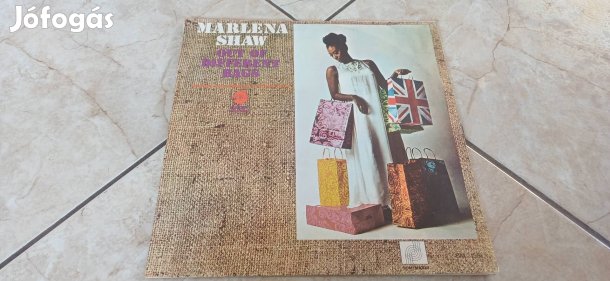 Jófogás
MARLENA
SHAW
OUT OF
DIFFERENT
BAGS